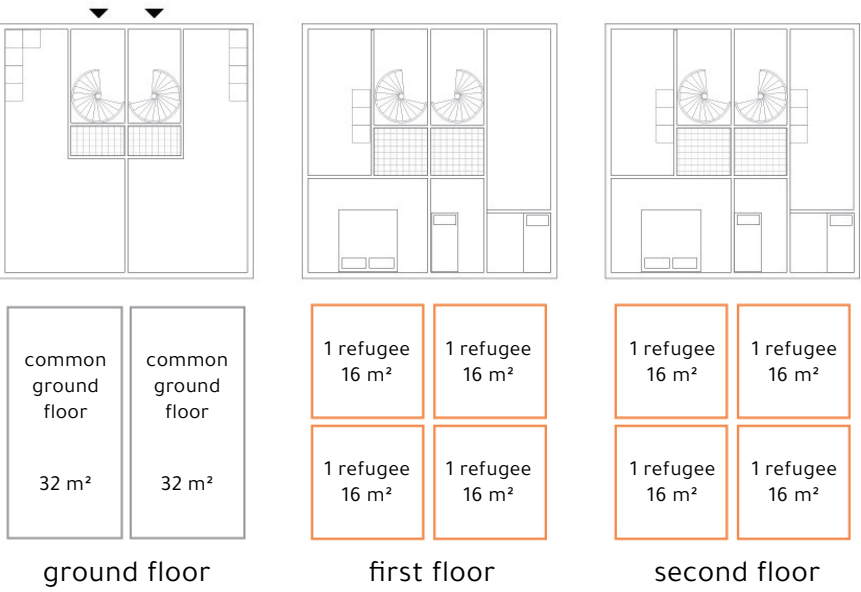 common
ground
floor
32 m²
common
ground
floor
32 m²
1 refugee
16 m²
1 refugee
16 m²
1 refugee
16 m²
1 refugee
16 m²
1 refugee
16 m²
1 refugee
16 m²
1 refugee
16 m²
1 refugee
16 m²
ground floor
first floor
second floor